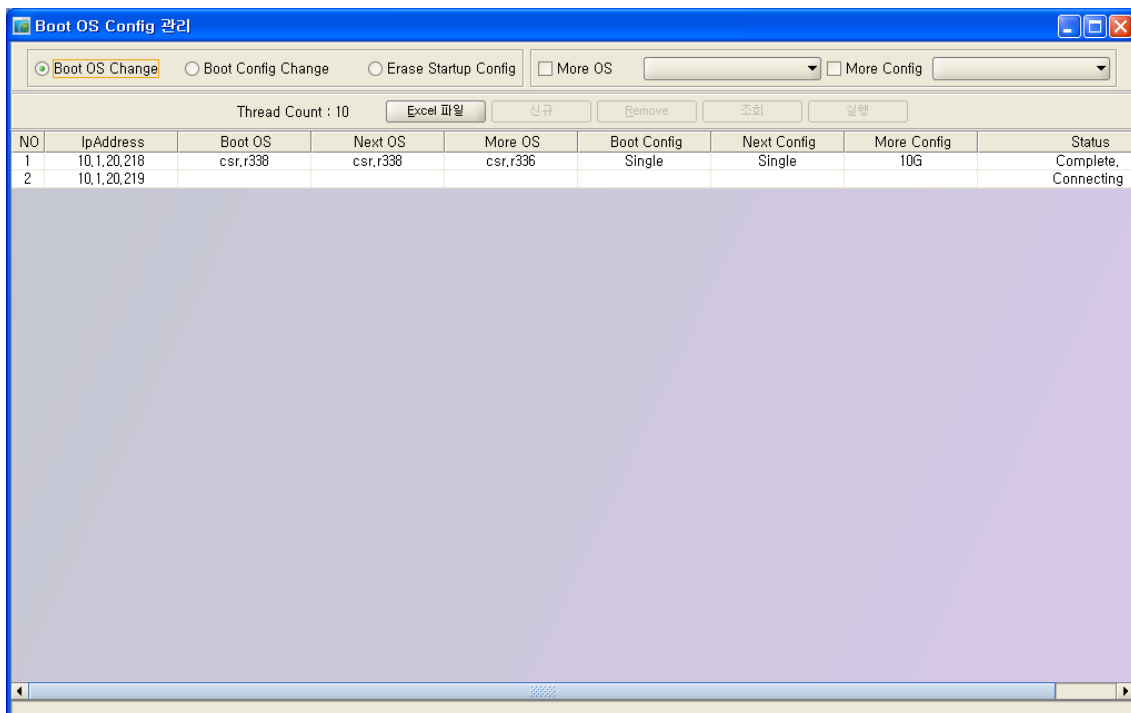 Boot OS Config 관리
Boot OS Change Boot Config Change Erase Startup Config More OS More Config
Thread Count : 10 Excel 파일 신규 Remove 조회 실행
NO IpAddress Boot OS Next OS More OS Boot Config Next Config More Config Status
1 10,1,20,218 csr,r338 csr,r338 csr,r336 Single Single 10G Complete,
2 10,1,20,219 Connecting